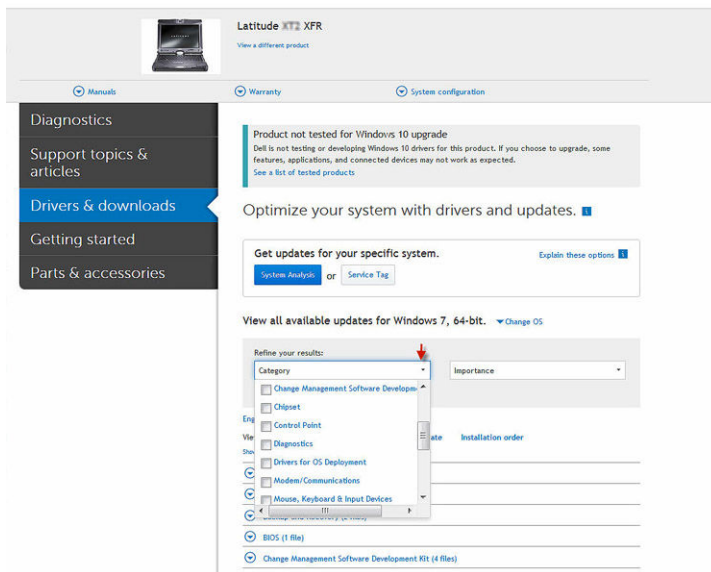 Latitude XT2 XFR
View a different product
Manuals
Warranty
System configuration
Diagnostics
Support topics &
articles
Drivers & downloads
Getting started
Parts & accessories
Product not tested for Windows 10 upgrade
Dell is not testing or developing Windows 10 drivers for this product. If you choose to upgrade, some
features, applications, and connected devices may not work as expected.
See a list of tested products
Optimize your system with drivers and updates.
Get updates for your specific system.
Explain these options
System Analysis or Service Tag
View all available updates for Windows 7, 64-bit. Change OS
Refine your results:
Category
Importance
Change Management Software Developme
Chipset
Control Point
Diagnostics
Drivers for OS Deployment
Modem/Communications
Mouse, Keyboard & Input Devices
Installation order
BIOS (1 file)
Change Management Software Development Kit (4 files)